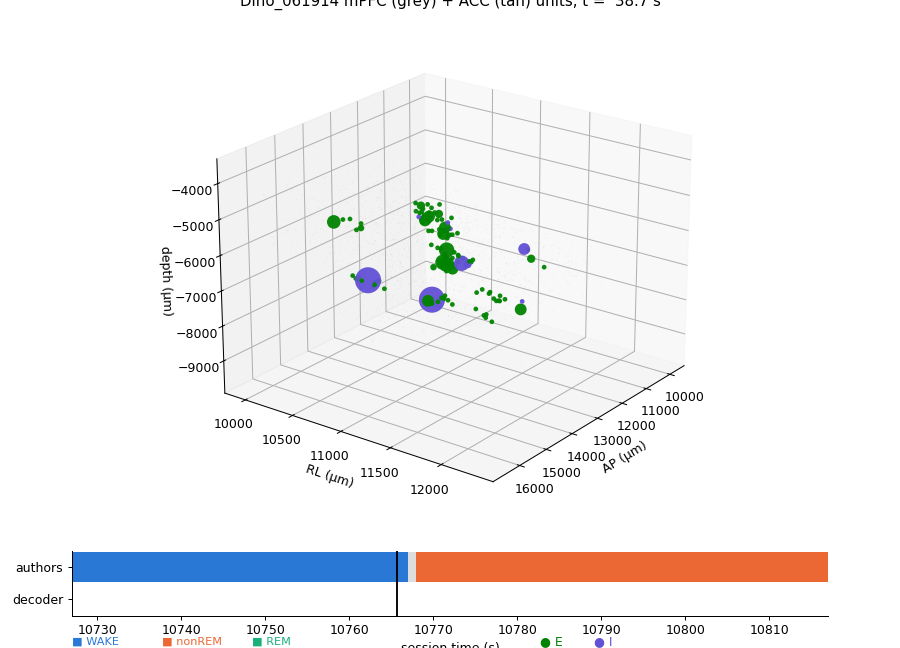 Dino_061914 mPFC (grey) + ACC (tan) units, t = 38.7 s
−4000
−5000
−6000
−7000
−8000
−9000
depth (μm)
10000
10500
11000
11500
12000
RL (μm)
10000
11000
12000
13000
14000
15000
16000
AP (μm)
authors
decoder
10730 10740 10750 10760 10770 10780 10790 10800 10810
session time (s)
WAKE nonREM REM E I